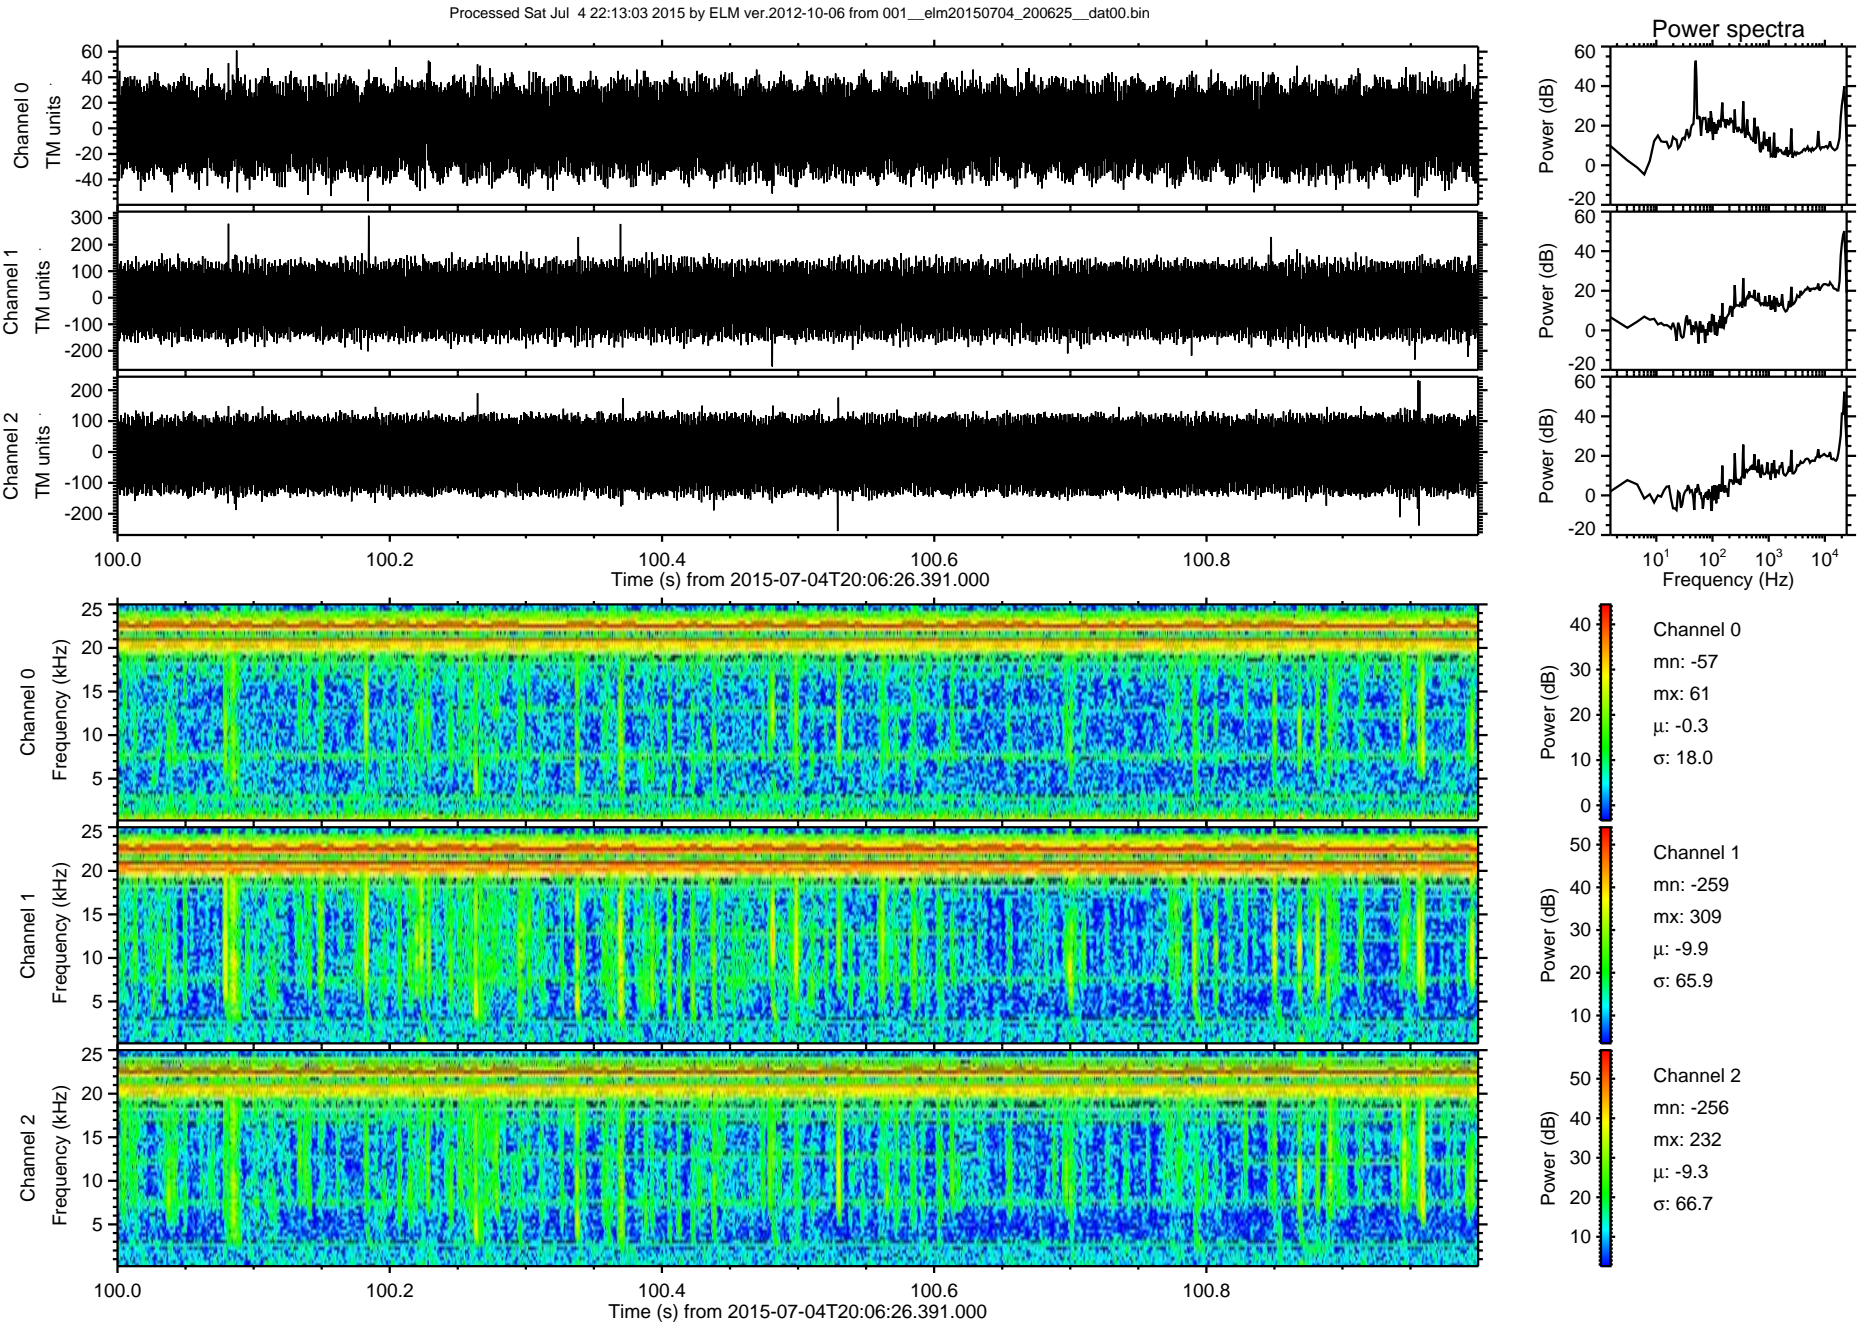 Processed Sat Jul  4 22:13:03 2015 by ELM ver.2012-10-06 from 001__elm20150704_200625__dat00.bin
Power spectra
Channel 0
TM units
60
40
20
0
-20
-40
Power (dB)
60
40
20
0
-20
Channel 1
TM units
300
200
100
0
-100
-200
Power (dB)
60
40
20
0
-20
Channel 2
TM units
200
100
0
-100
-200
Power (dB)
60
40
20
0
-20
100.0 100.2 100.4 100.6 100.8
Time (s) from 2015-07-04T20:06:26.391.000
10¹ 10² 10³ 10⁴
Frequency (Hz)
Channel 0
Frequency (kHz)
25
20
15
10
5
Power (dB)
40
30
20
10
0
Channel 0
mn: -57
mx: 61
μ: -0.3
σ: 18.0
Channel 1
Frequency (kHz)
25
20
15
10
5
Power (dB)
50
40
30
20
10
Channel 1
mn: -259
mx: 309
μ: -9.9
σ: 65.9
Channel 2
Frequency (kHz)
25
20
15
10
5
Power (dB)
50
40
30
20
10
Channel 2
mn: -256
mx: 232
μ: -9.3
σ: 66.7
100.0 100.2 100.4 100.6 100.8
Time (s) from 2015-07-04T20:06:26.391.000